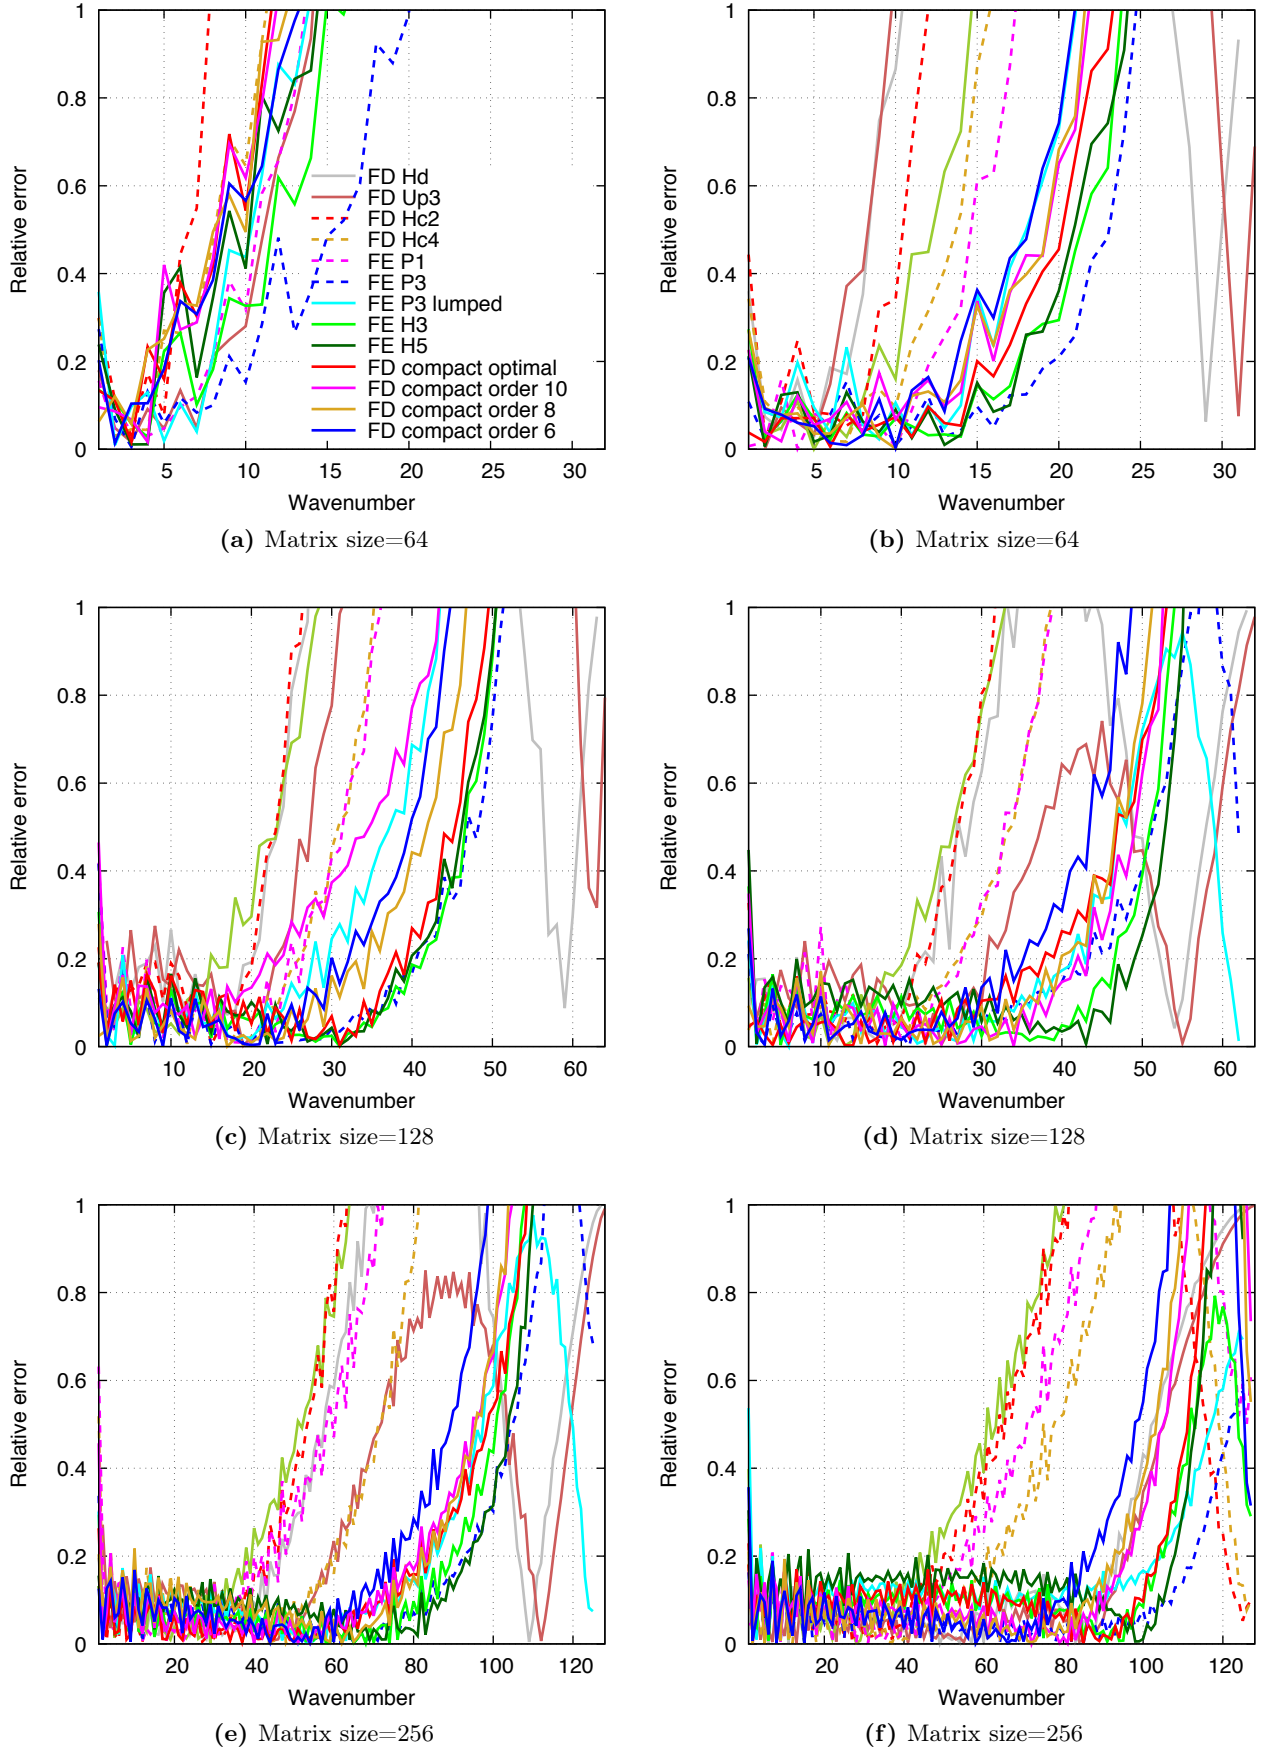 1
0.8
0.6
0.4
0.2
0
Relative error
5 10 15 20 25 30
Wavenumber
FD Hd
FD Up3
FD Hc2
FD Hc4
FE P1
FE P3
FE P3 lumped
FE H3
FE H5
FD compact optimal
FD compact order 10
FD compact order 8
FD compact order 6
(a) Matrix size=64
1
0.8
0.6
0.4
0.2
0
Relative error
5 10 15 20 25 30
Wavenumber
(b) Matrix size=64
1
0.8
0.6
0.4
0.2
0
Relative error
10 20 30 40 50 60
Wavenumber
(c) Matrix size=128
1
0.8
0.6
0.4
0.2
0
Relative error
10 20 30 40 50 60
Wavenumber
(d) Matrix size=128
1
0.8
0.6
0.4
0.2
0
Relative error
20 40 60 80 100 120
Wavenumber
(e) Matrix size=256
1
0.8
0.6
0.4
0.2
0
Relative error
20 40 60 80 100 120
Wavenumber
(f) Matrix size=256